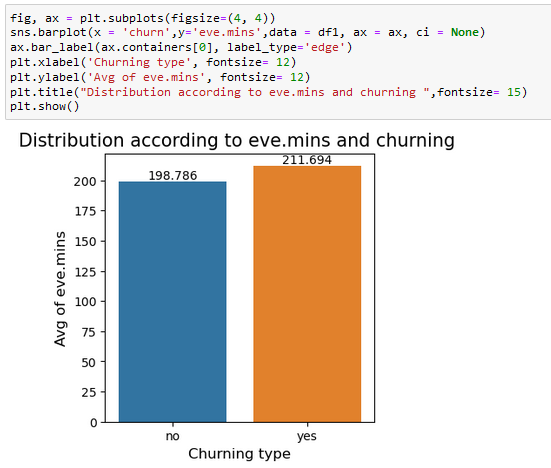 fig, ax = plt.subplots(figsize=(4, 4))
sns.barplot(x = 'churn',y='eve.mins',data = df1, ax = ax, ci = None)
ax.bar_label(ax.containers[0], label_type='edge')
plt.xlabel('Churning type', fontsize= 12)
plt.ylabel('Avg of eve.mins', fontsize= 12)
plt.title("Distribution according to eve.mins and churning ",fontsize= 15)
plt.show()
Distribution according to eve.mins and churning
211.694
198.786
200
175
150
125
100
75
50
25
0
Avg of eve.mins
no yes
Churning type